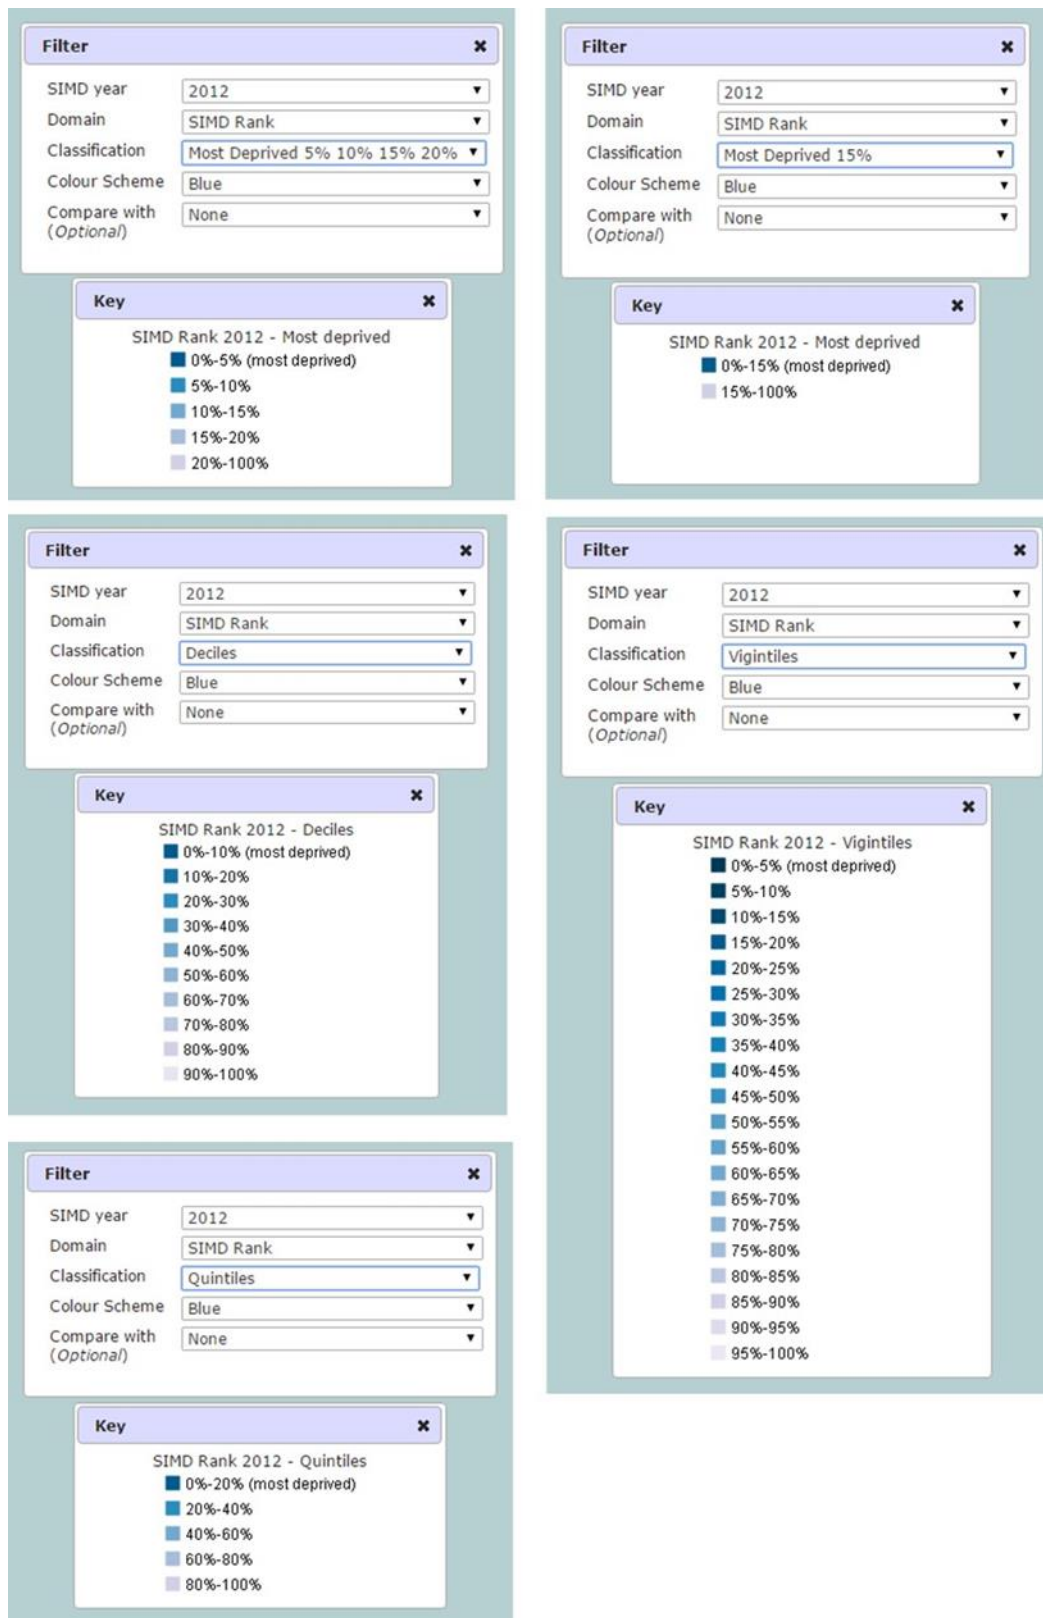 Filter
SIMD year 2012
Domain SIMD Rank
Classification Most Deprived 5% 10% 15% 20%
Colour Scheme Blue
Compare with None
(Optional)
Key
SIMD Rank 2012 - Most deprived
0%-5% (most deprived)
5%-10%
10%-15%
15%-20%
20%-100%
Filter
SIMD year 2012
Domain SIMD Rank
Classification Most Deprived 15%
Colour Scheme Blue
Compare with None
(Optional)
Key
SIMD Rank 2012 - Most deprived
0%-15% (most deprived)
15%-100%
Filter
SIMD year 2012
Domain SIMD Rank
Classification Deciles
Colour Scheme Blue
Compare with None
(Optional)
Key
SIMD Rank 2012 - Deciles
0%-10% (most deprived)
10%-20%
20%-30%
30%-40%
40%-50%
50%-60%
60%-70%
70%-80%
80%-90%
90%-100%
Filter
SIMD year 2012
Domain SIMD Rank
Classification Vigintiles
Colour Scheme Blue
Compare with None
(Optional)
Key
SIMD Rank 2012 - Vigintiles
0%-5% (most deprived)
5%-10%
10%-15%
15%-20%
20%-25%
25%-30%
30%-35%
35%-40%
40%-45%
45%-50%
50%-55%
55%-60%
60%-65%
65%-70%
70%-75%
75%-80%
80%-85%
85%-90%
90%-95%
95%-100%
Filter
SIMD year 2012
Domain SIMD Rank
Classification Quintiles
Colour Scheme Blue
Compare with None
(Optional)
Key
SIMD Rank 2012 - Quintiles
0%-20% (most deprived)
20%-40%
40%-60%
60%-80%
80%-100%